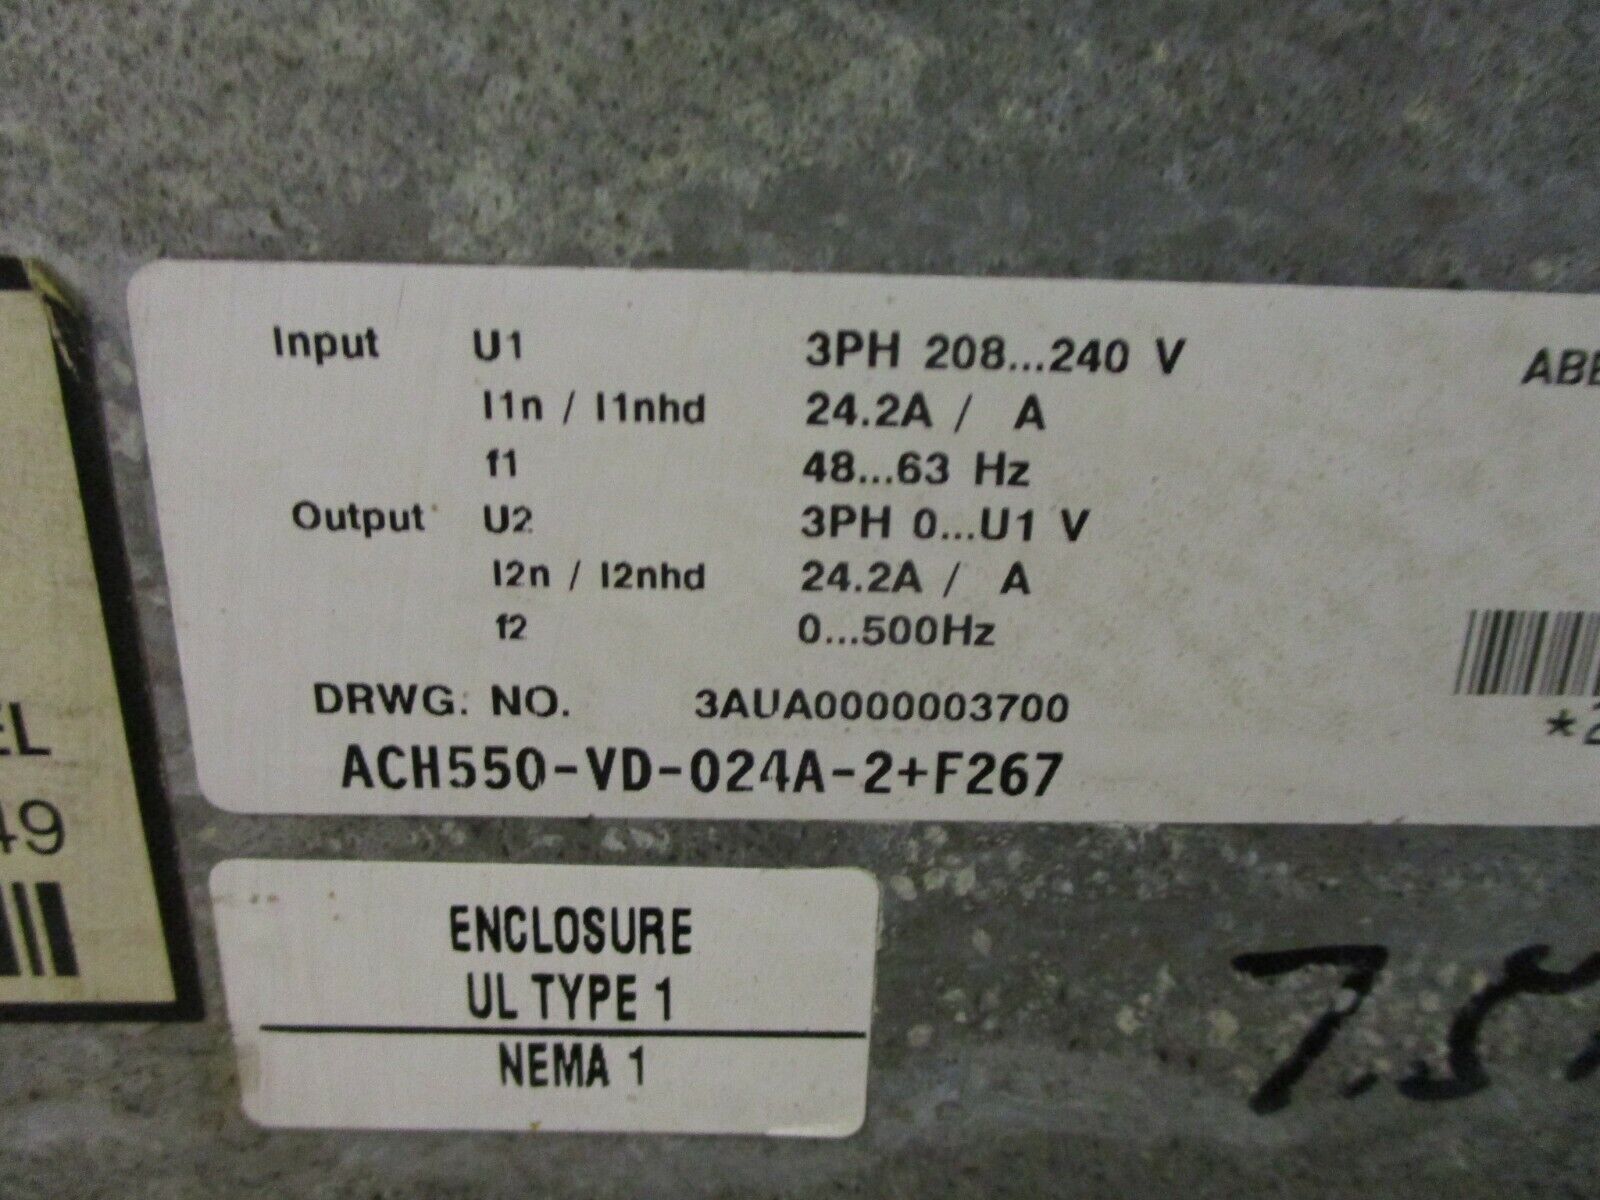 Input U1 3PH 208...240 V
I1n / I1nhd 24.2A / A
f1 48...63 Hz
Output U2 3PH 0...U1 V
I2n / I2nhd 24.2A / A
f2 0...500Hz
DRWG. NO. 3AUA0000003700
ACH550-VD-024A-2+F267
EL
49
ENCLOSURE
UL TYPE 1
NEMA 1
7.5